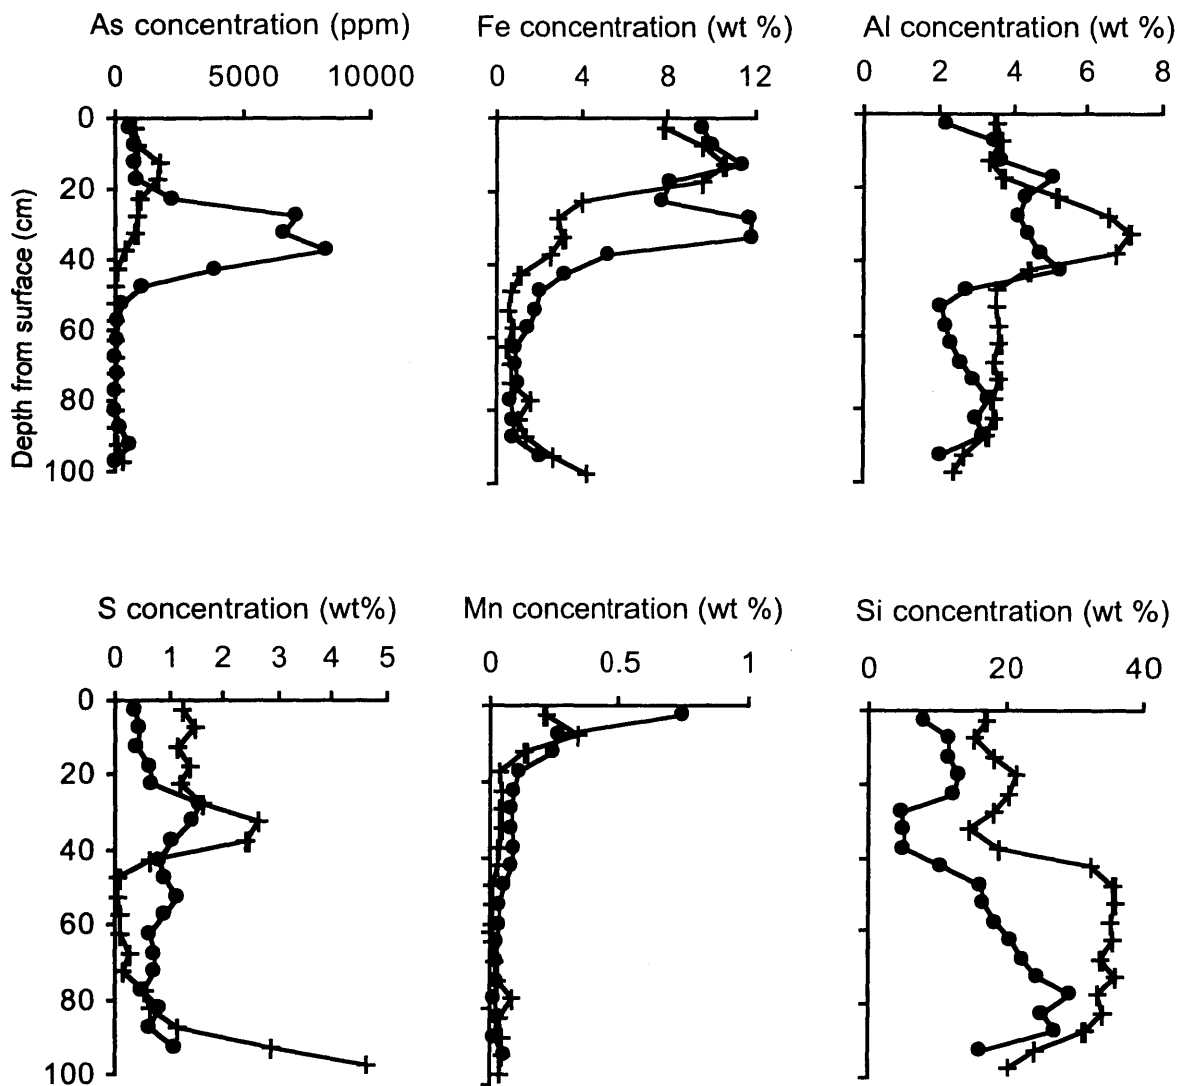 As concentration (ppm)
Fe concentration (wt %)
Al concentration (wt %)
0 5000 10000
0 4 8 12
0 2 4 6 8
Depth from surface (cm)
0
20
40
60
80
100
S concentration (wt%)
Mn concentration (wt %)
Si concentration (wt %)
0 1 2 3 4 5
0 0.5 1
0 20 40
0
20
40
60
80
100